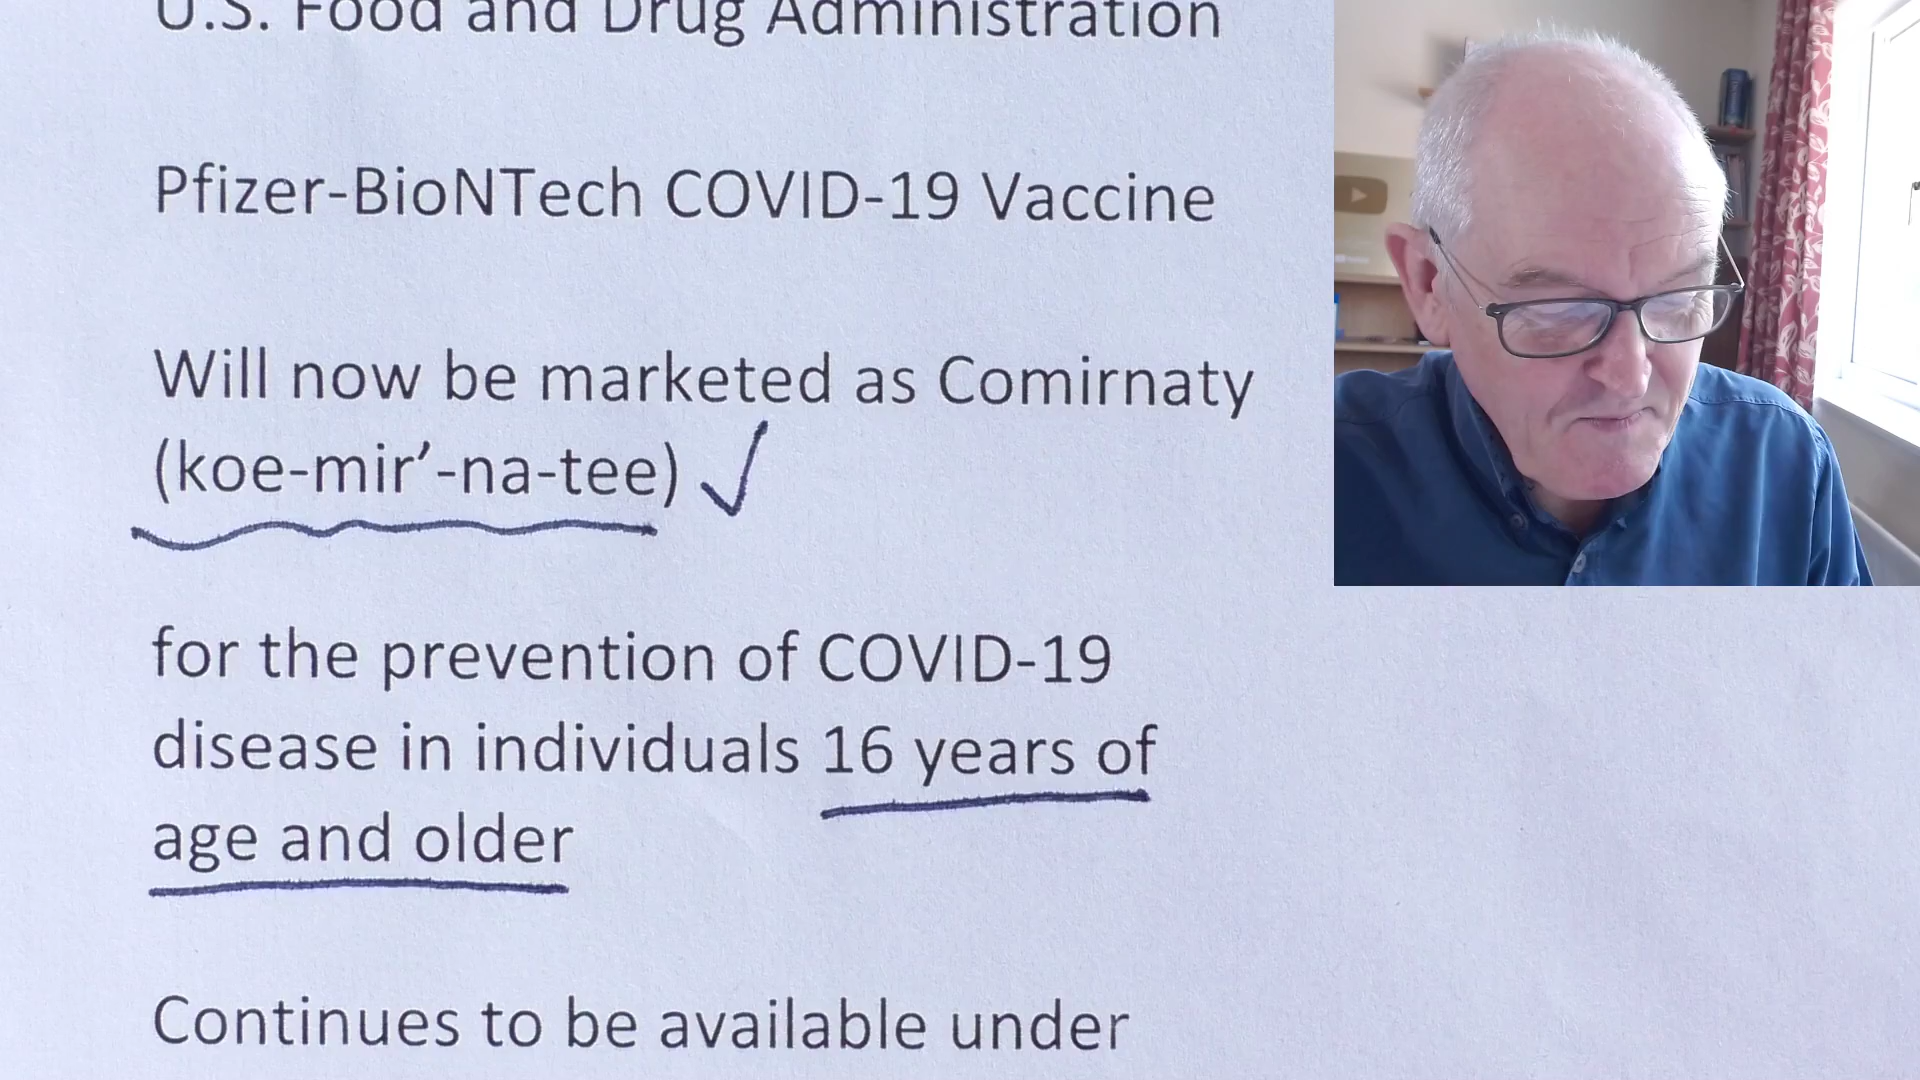 U.S. Food and Drug Administration
Pfizer-BioNTech COVID-19 Vaccine
Will now be marketed as Comirnaty
(koe-mir’-na-tee)
for the prevention of COVID-19
disease in individuals 16 years of
age and older
Continues to be available under